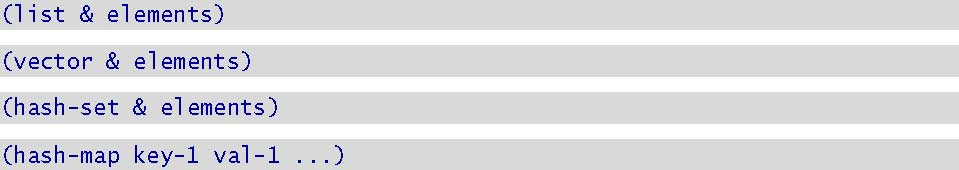 (list & elements)
(vector & elements)
(hash-set & elements)
(hash-map key-1 val-1 ...)